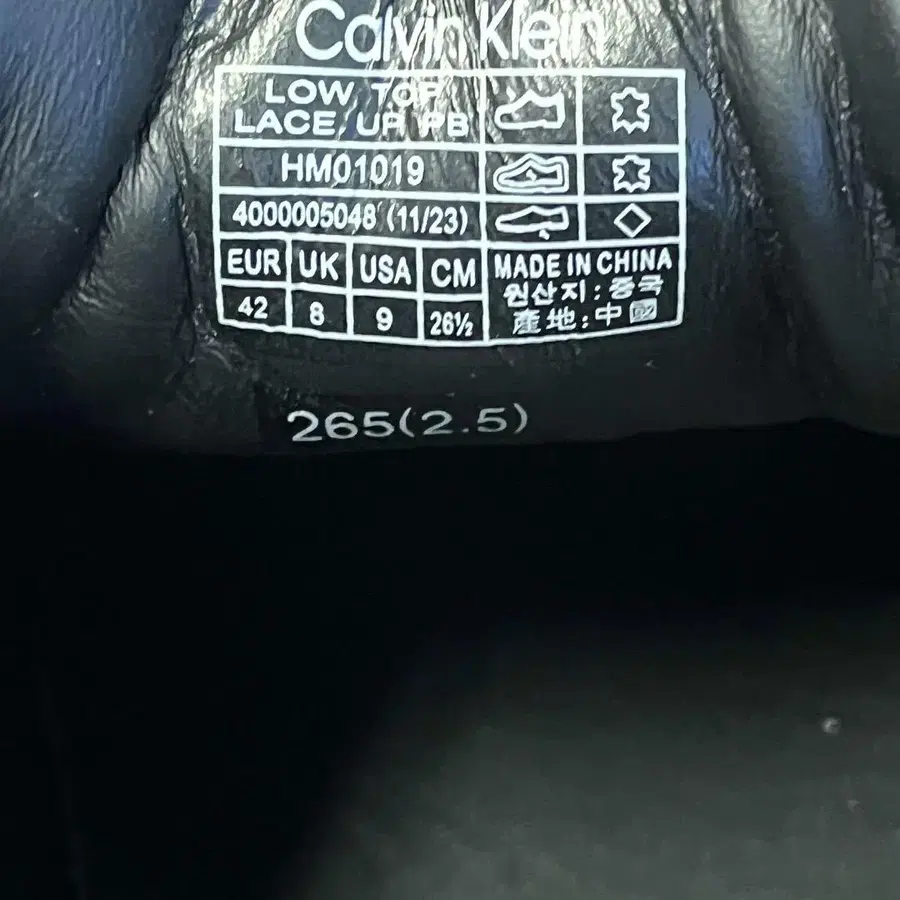 Calvin Klein
LOW TOP
LACE UP PB
HM01019
4000005048 (11/23)
EUR UK USA CM
42 8 9 26½
MADE IN CHINA
원산지 : 중국
産地 : 中國
265(2.5)